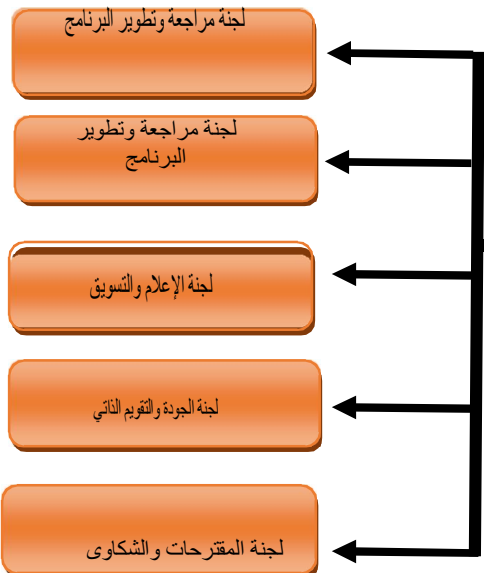 لجنة مراجعة وتطوير البرنامج
لجنة مراجعة وتطوير
البرنامج
لجنة الإعلام والتسويق
لجنة الجودة والتقويم الذاتي
لجنة المقترحات والشكاوى